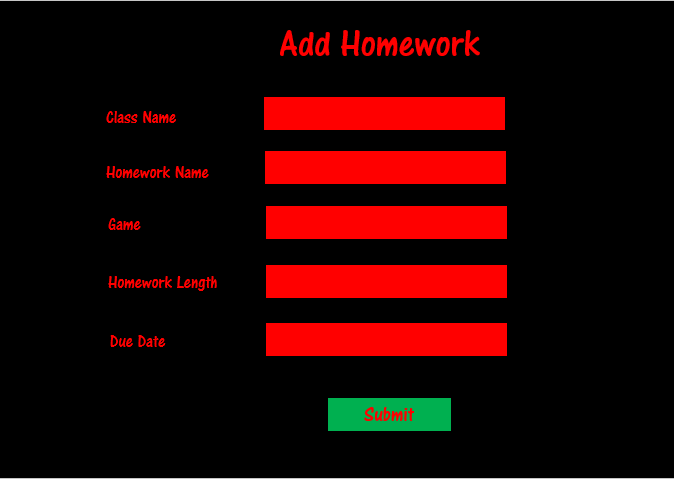 Add Homework
Class Name
Homework Name
Game
Homework Length
Due Date
Submit